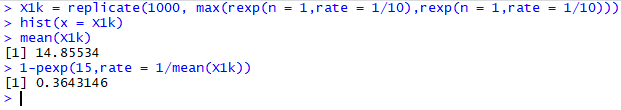 > X1k = replicate(1000, max(rexp(n = 1,rate = 1/10),rexp(n = 1,rate = 1/10)))
> hist(x = X1k)
> mean(X1k)
[1] 14.85534
> 1-pexp(15,rate = 1/mean(X1k))
[1] 0.3643146
>